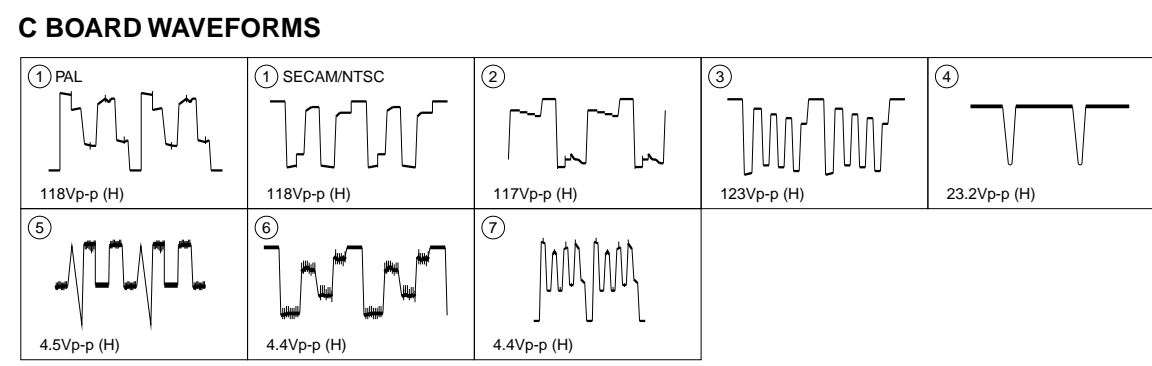 C BOARD WAVEFORMS
① PAL
① SECAM/NTSC
②
③
④
118Vp-p (H)
118Vp-p (H)
117Vp-p (H)
123Vp-p (H)
23.2Vp-p (H)
⑤
⑥
⑦
4.5Vp-p (H)
4.4Vp-p (H)
4.4Vp-p (H)